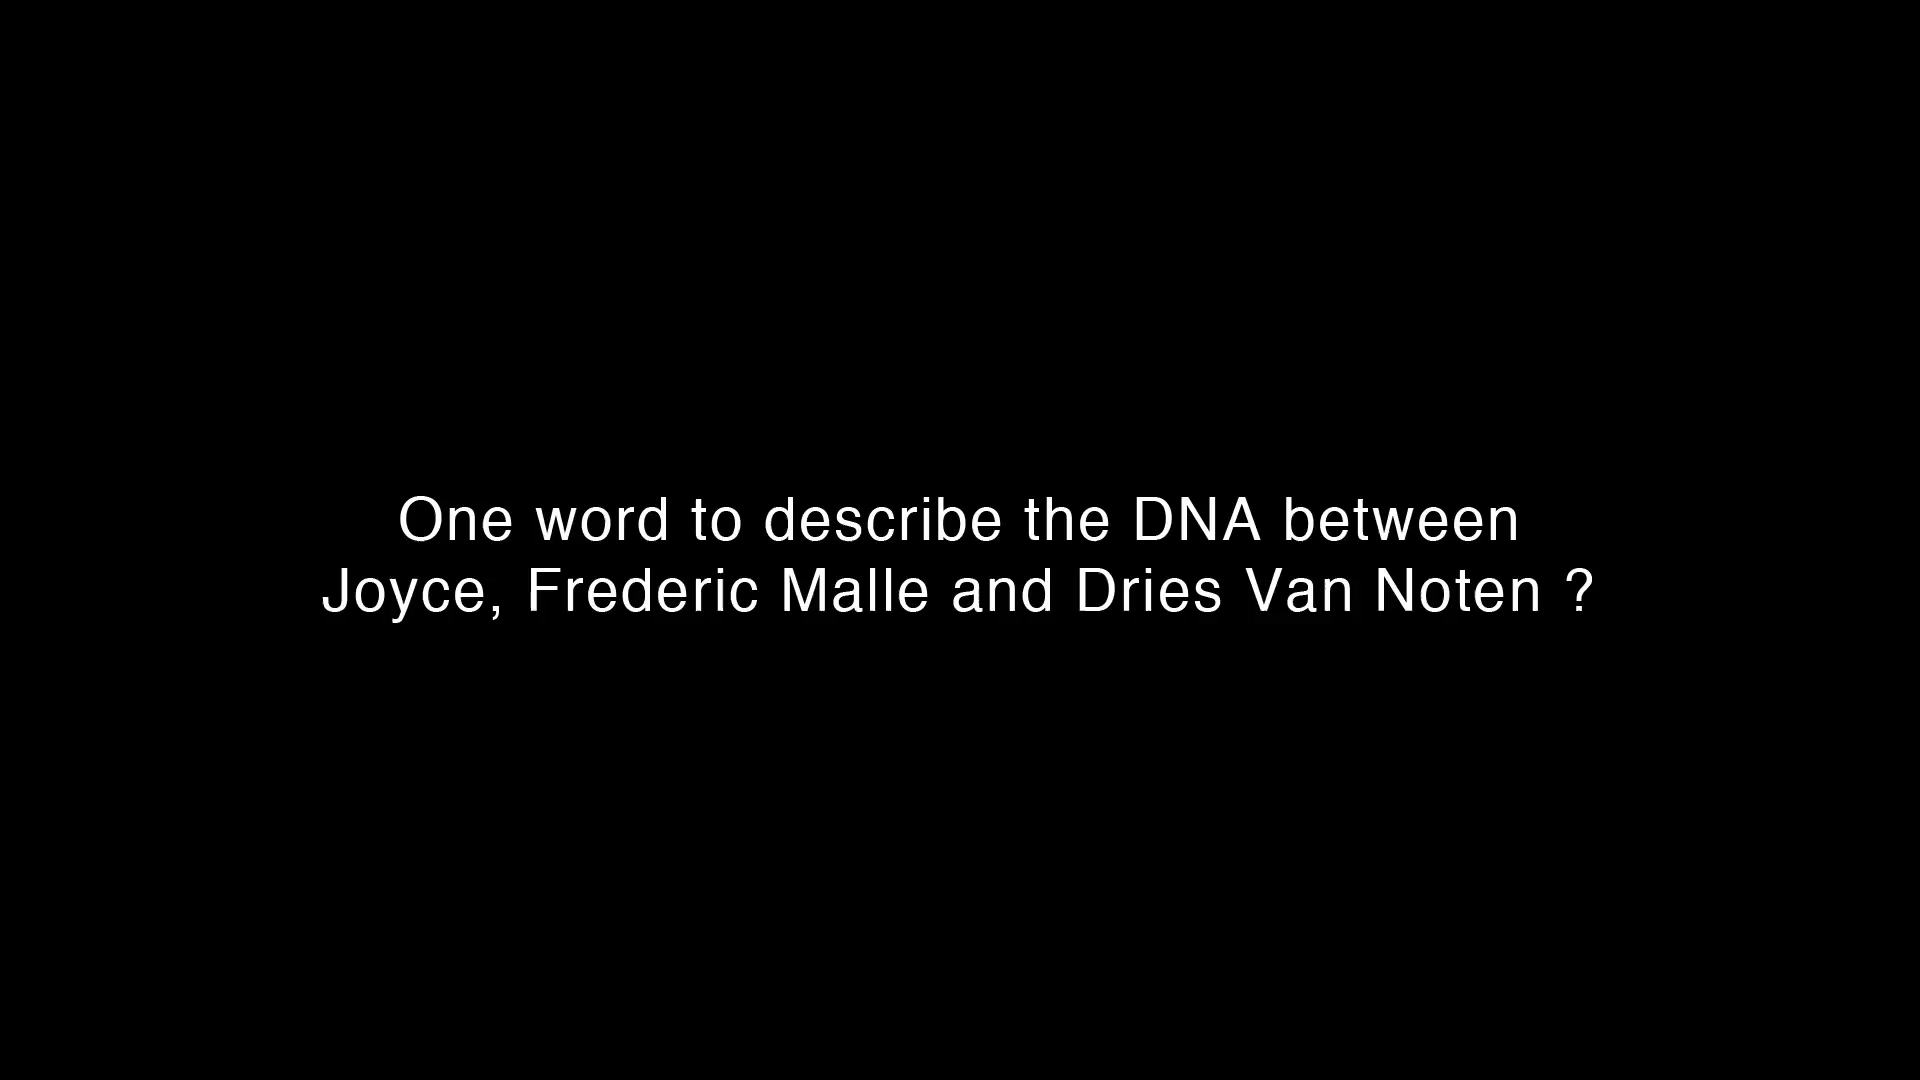 One word to describe the DNA between
Joyce, Frederic Malle and Dries Van Noten ?